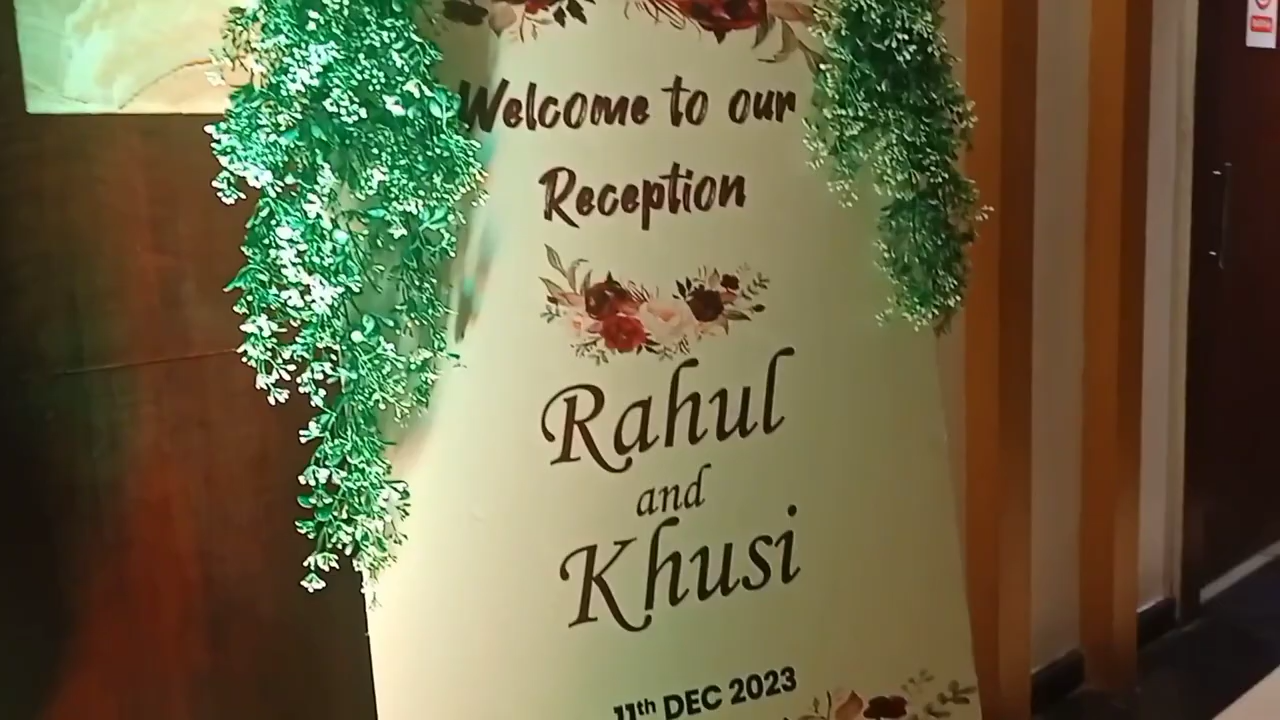 Welcome to our
Reception
Rahul
and
Khusi
11th DEC 2023